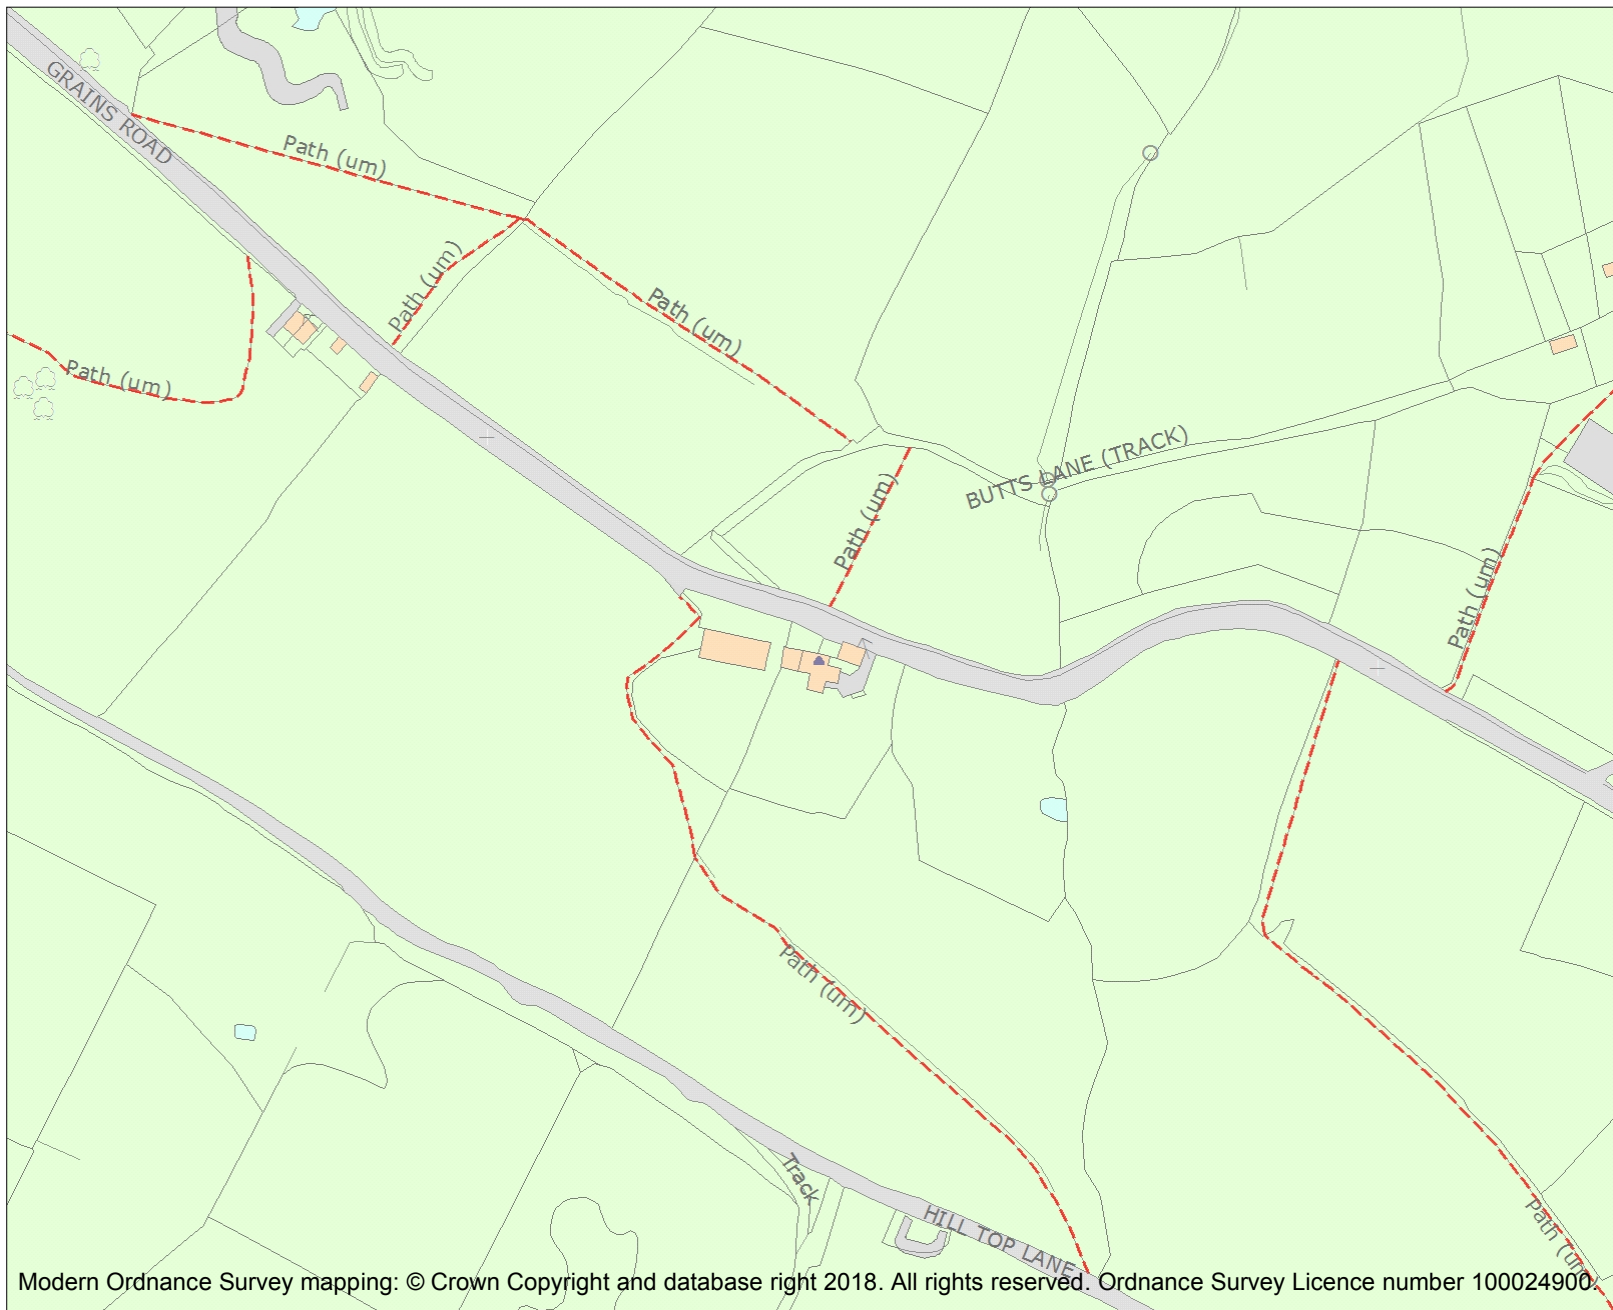 GRAINS ROAD
Path (um)
Path (um)
Path (um)
Path (um)
BUTTS LANE (TRACK)
Path (um)
Path (um)
Path (um)
Track
HILL TOP LANE
Path (um)
Modern Ordnance Survey mapping: © Crown Copyright and database right 2018. All rights reserved. Ordnance Survey Licence number 100024900.